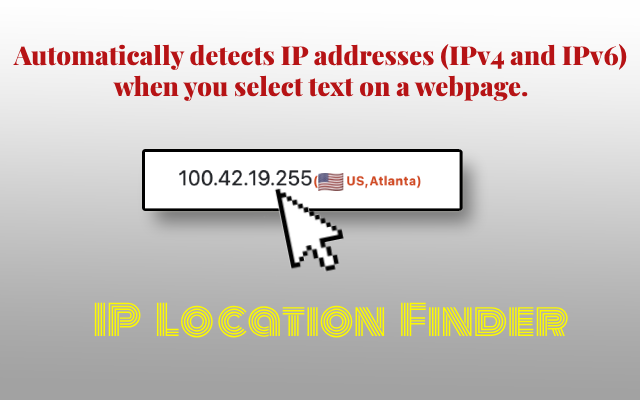 Automatically detects IP addresses (IPv4 and IPv6)
when you select text on a webpage.
100.42.19.255(🇺🇸 US,Atlanta)
IP Location Finder